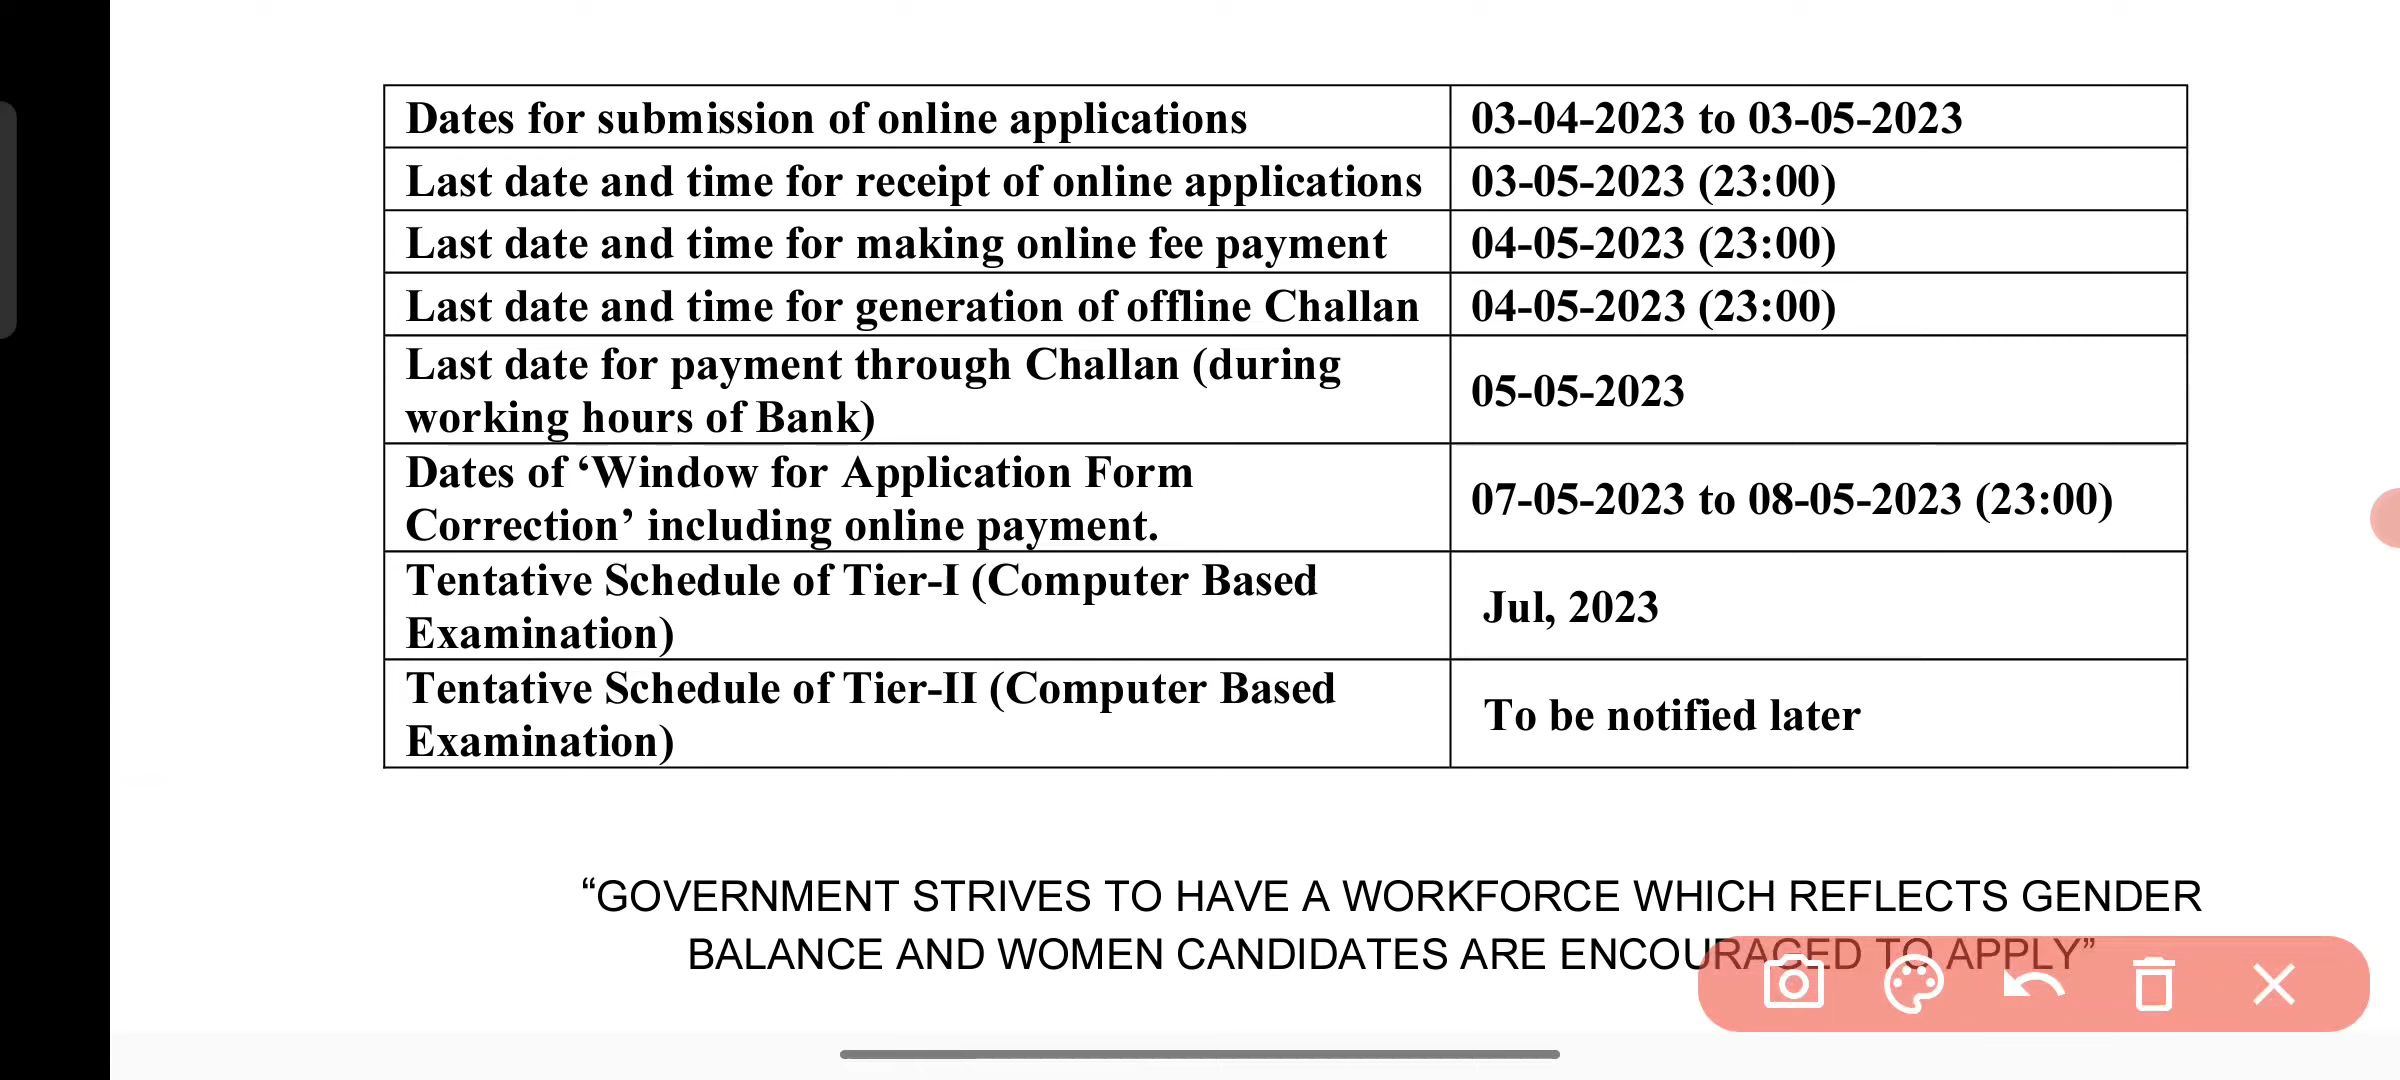 Dates for submission of online applications 03-04-2023 to 03-05-2023
Last date and time for receipt of online applications 03-05-2023 (23:00)
Last date and time for making online fee payment 04-05-2023 (23:00)
Last date and time for generation of offline Challan 04-05-2023 (23:00)
Last date for payment through Challan (during
working hours of Bank)
05-05-2023
Dates of ‘Window for Application Form
Correction’ including online payment.
07-05-2023 to 08-05-2023 (23:00)
Tentative Schedule of Tier-I (Computer Based
Examination)
Jul, 2023
Tentative Schedule of Tier-II (Computer Based
Examination)
To be notified later
“GOVERNMENT STRIVES TO HAVE A WORKFORCE WHICH REFLECTS GENDER
BALANCE AND WOMEN CANDIDATES ARE ENCOURAGED TO APPLY”